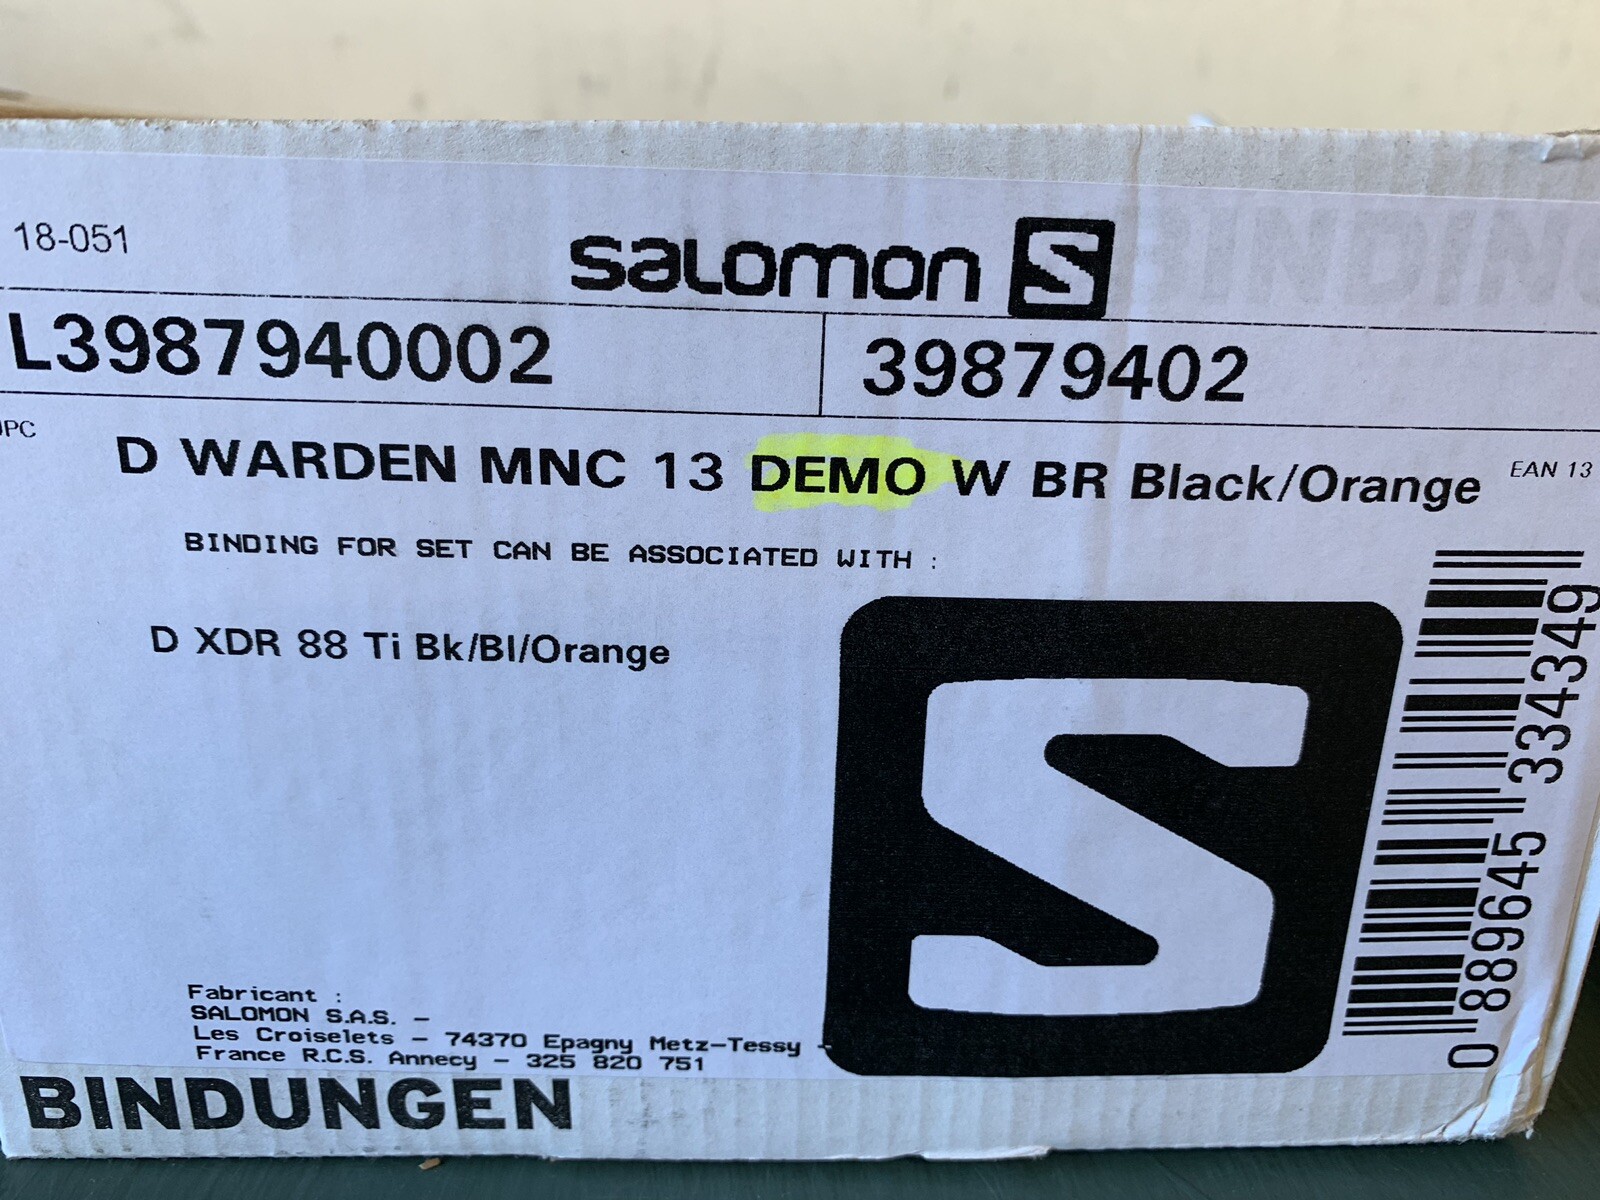 18-051
salomon S
L3987940002
39879402
UPC
D WARDEN MNC 13 DEMO W BR Black/Orange
EAN 13
BINDING FOR SET CAN BE ASSOCIATED WITH :
D XDR 88 Ti Bk/Bl/Orange
0 889645 334349
Fabricant :
SALOMON S.A.S. –
Les Croiselets – 74370 Epagny Metz–Tessy –
France R.C.S. Annecy – 325 820 751
BINDUNGEN